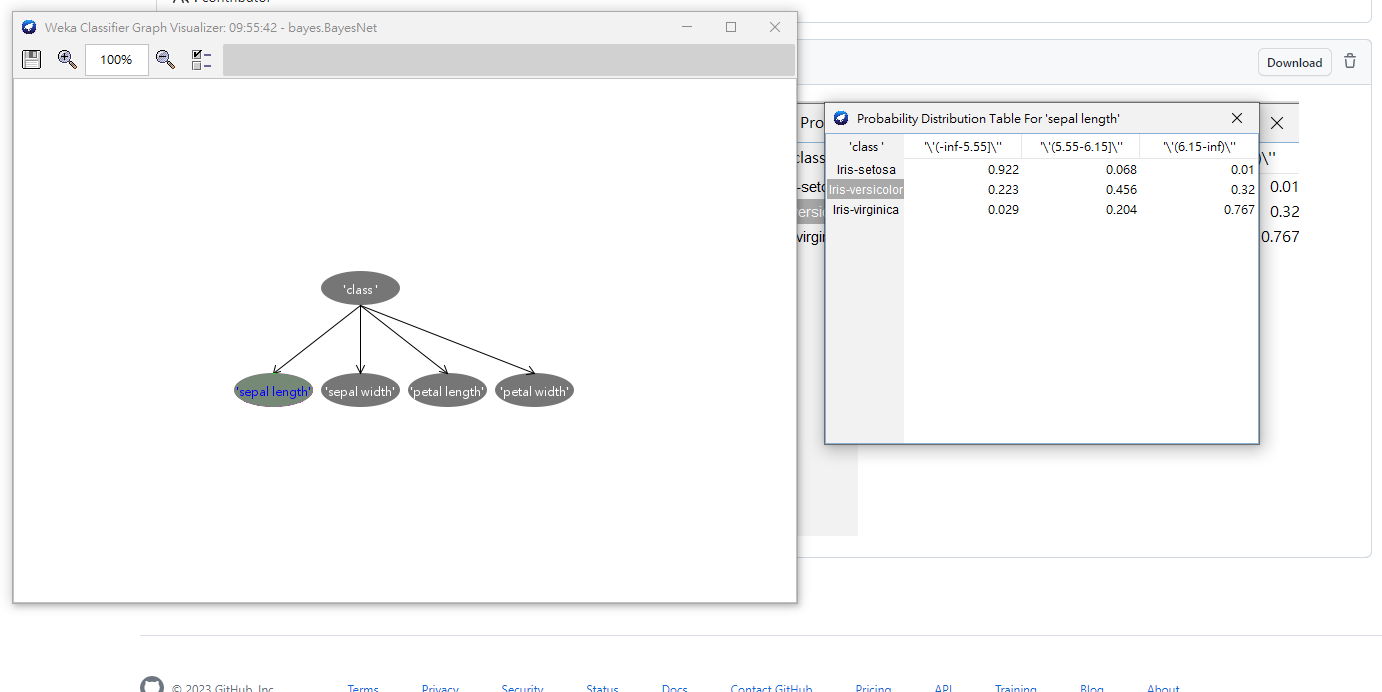 1 contributor
Weka Classifier Graph Visualizer: 09:55:42 - bayes.BayesNet
100%
'class '
'sepal length'
'sepal width'
'petal length'
'petal width'
Download
Pro
class
)\''
-seto
0.01
versic
0.32
virgin
0.767
Probability Distribution Table For 'sepal length'
'class ' '\'(-inf-5.55]\'' '\'(5.55-6.15]\'' '\'(6.15-inf)\''
Iris-setosa 0.922 0.068 0.01
Iris-versicolor 0.223 0.456 0.32
Iris-virginica 0.029 0.204 0.767
© 2023 GitHub, Inc. Terms Privacy Security Status Docs Contact GitHub Pricing API Training Blog About